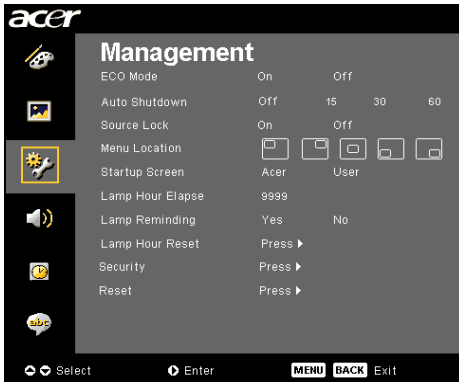 acer
Management
ECO Mode On Off
Auto Shutdown Off 15 30 60
Source Lock On Off
Menu Location
Startup Screen Acer User
Lamp Hour Elapse 9999
Lamp Reminding Yes No
Lamp Hour Reset Press
Security Press
Reset Press
abc
Select Enter MENU BACK Exit